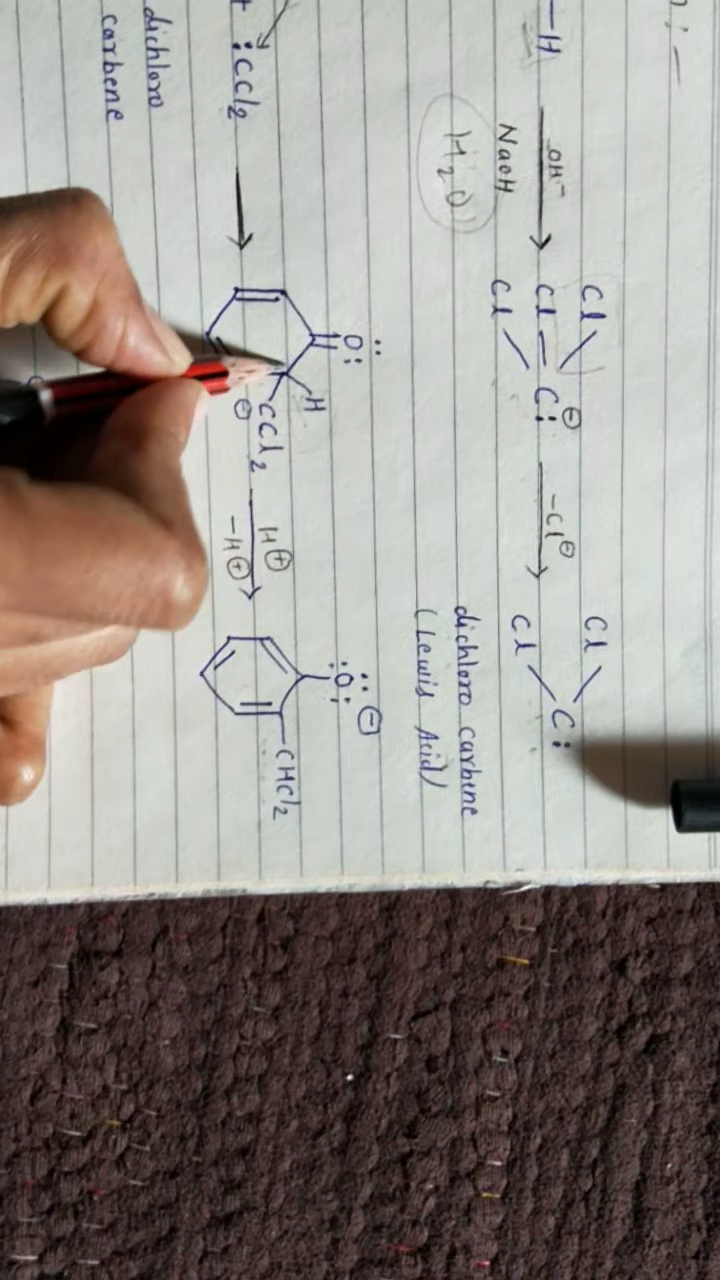 n : -
-H OH⁻ Cl Cl
NaOH Cl C:⊖ -Cl⊖ C:
H₂O Cl Cl
dichloro carbene
(Lewis Acid)
:O: :O:⊖
H
+ :CCl₂ ⊖ CCl₂ H⊕ CHCl₂
-H⊕
dichloro
carbene